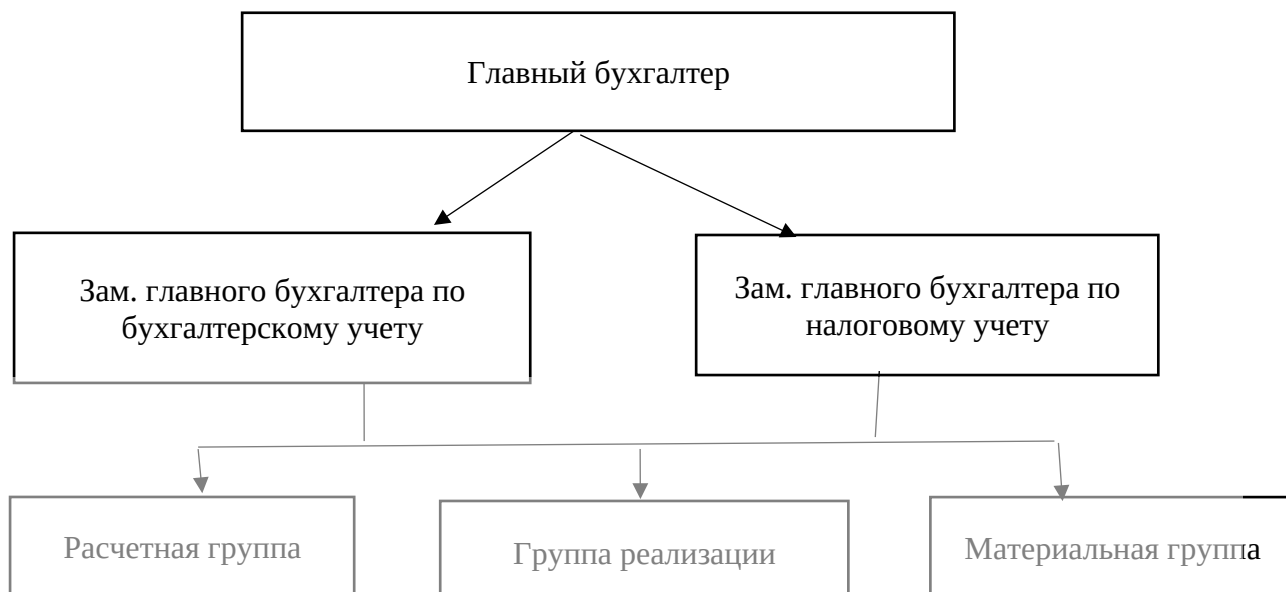 Главный бухгалтер
Зам. главного бухгалтера по
бухгалтерскому учету
Зам. главного бухгалтера по
налоговому учету
Расчетная группа
Группа реализации
Материальная группа